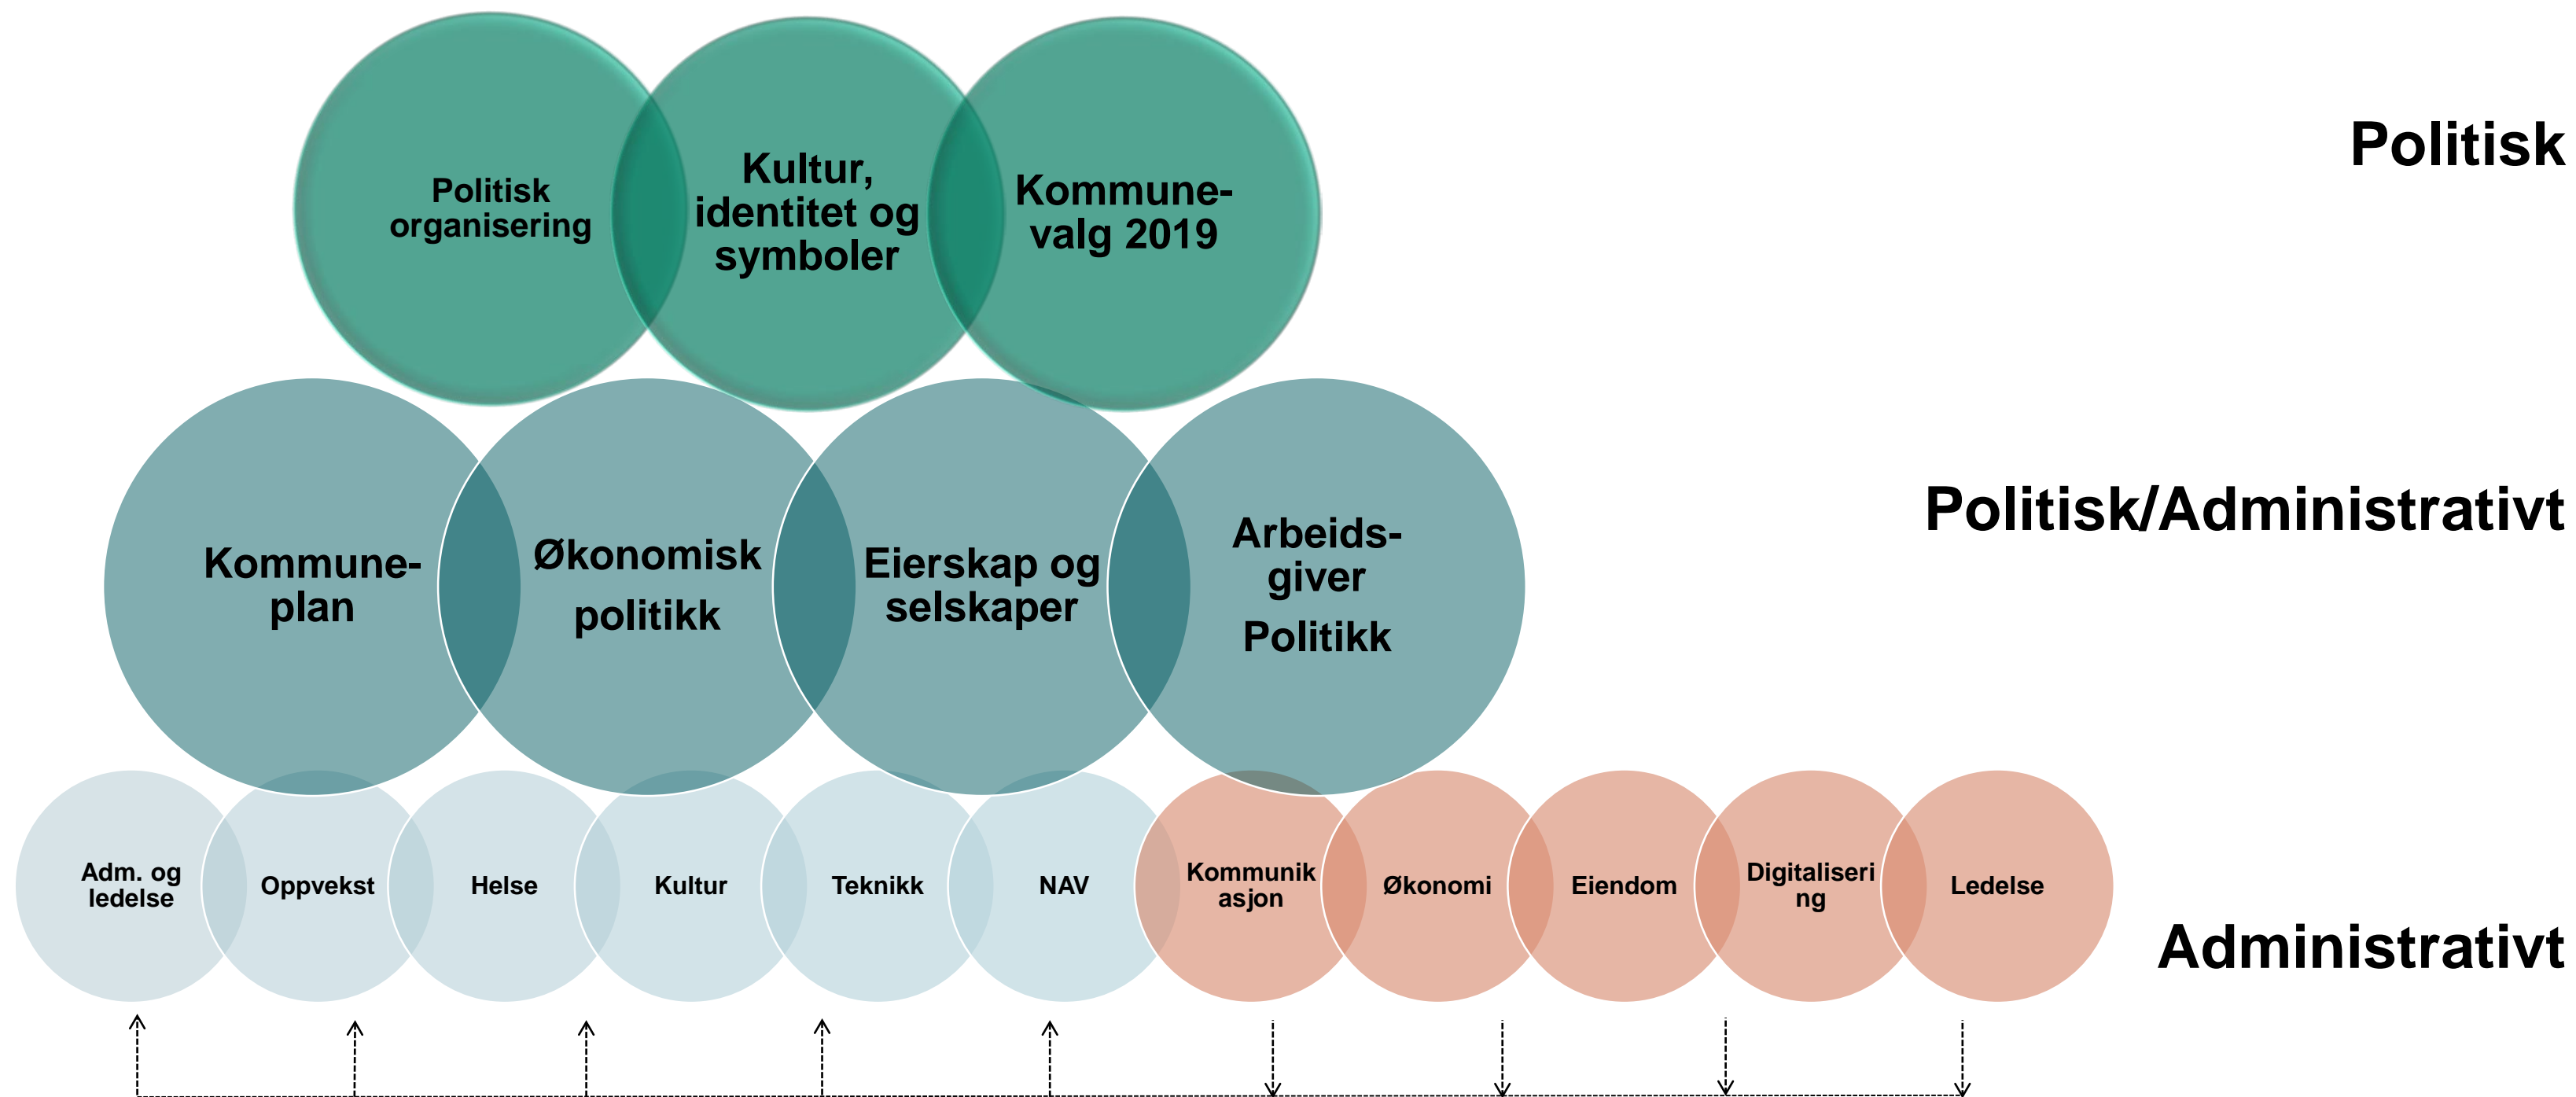 Politisk
organisering
Kultur,
identitet og
symboler
Kommune-
valg 2019
Politisk
Kommune-
plan
Økonomisk
politikk
Eierskap og
selskaper
Arbeids-
giver
Politikk
Politisk/Administrativt
Adm. og
ledelse
Oppvekst
Helse
Kultur
Teknikk
NAV
Kommunik
asjon
Økonomi
Eiendom
Digitaliseri
ng
Ledelse
Administrativt